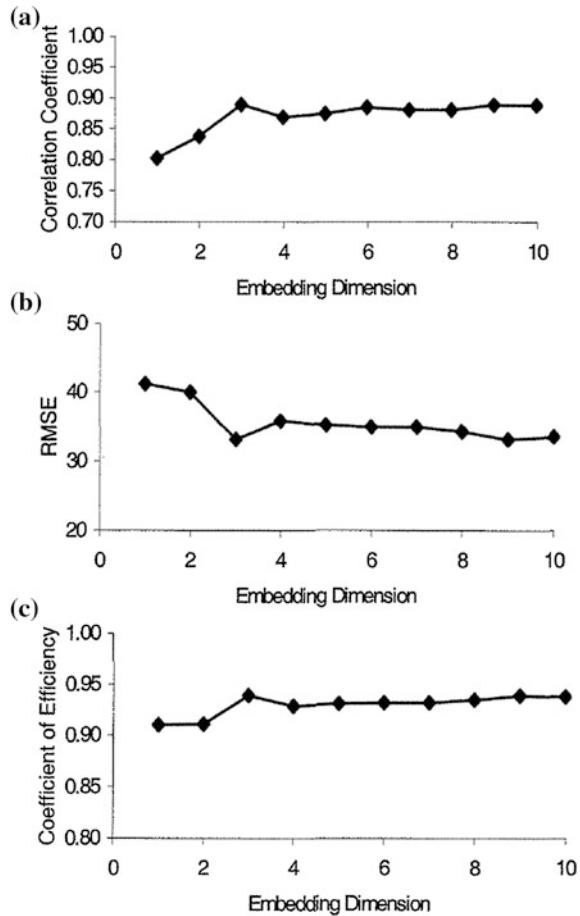 (a)
Correlation Coefficient
1.00
0.95
0.90
0.85
0.80
0.75
0.70
0 2 4 6 8 10
Embedding Dimension
(b)
RMSE
50
40
30
20
0 2 4 6 8 10
Embedding Dimension
(c)
Coefficient of Efficiency
1.00
0.95
0.90
0.85
0.80
0 2 4 6 8 10
Embedding Dimension